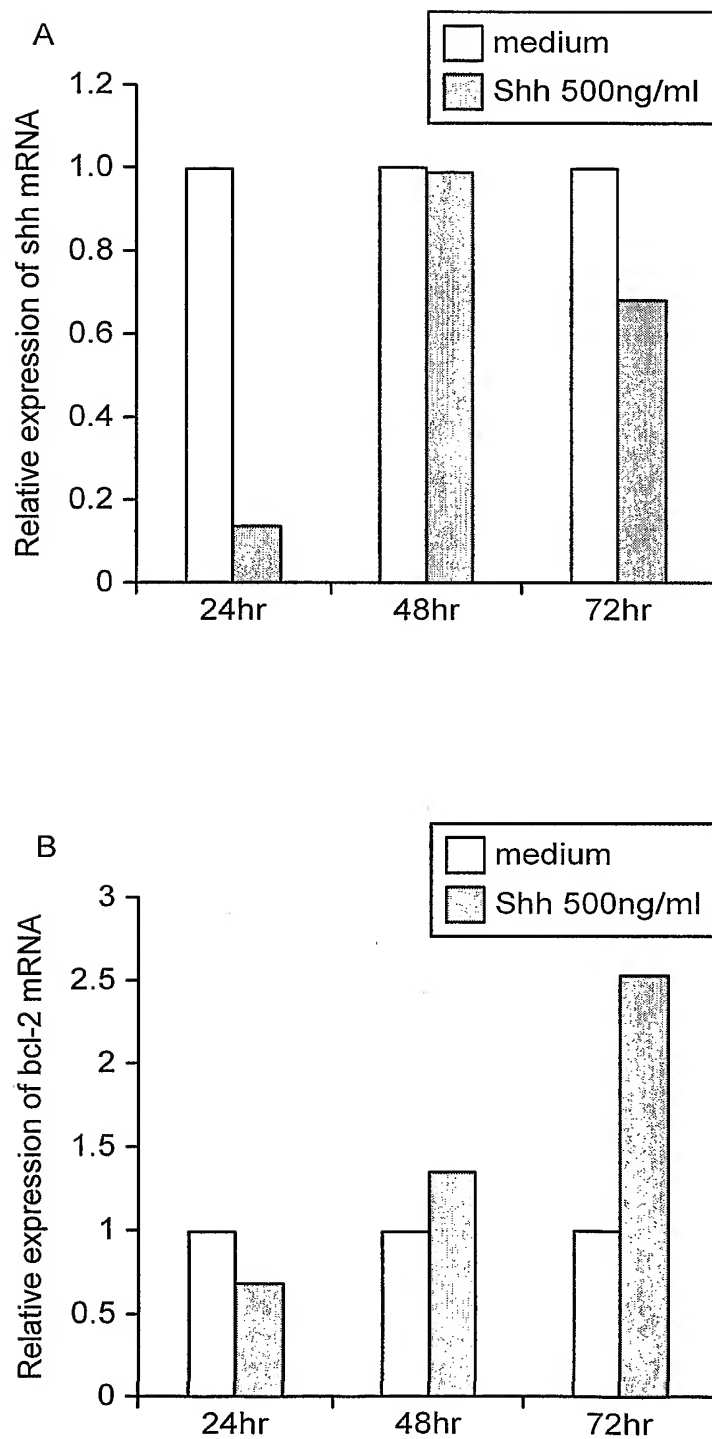 A
medium
Shh 500ng/ml
Relative expression of shh mRNA
1.2
1.0
0.8
0.6
0.4
0.2
0
24hr 48hr 72hr
B
medium
Shh 500ng/ml
Relative expression of bcl-2 mRNA
3
2.5
2
1.5
1
0.5
0
24hr 48hr 72hr